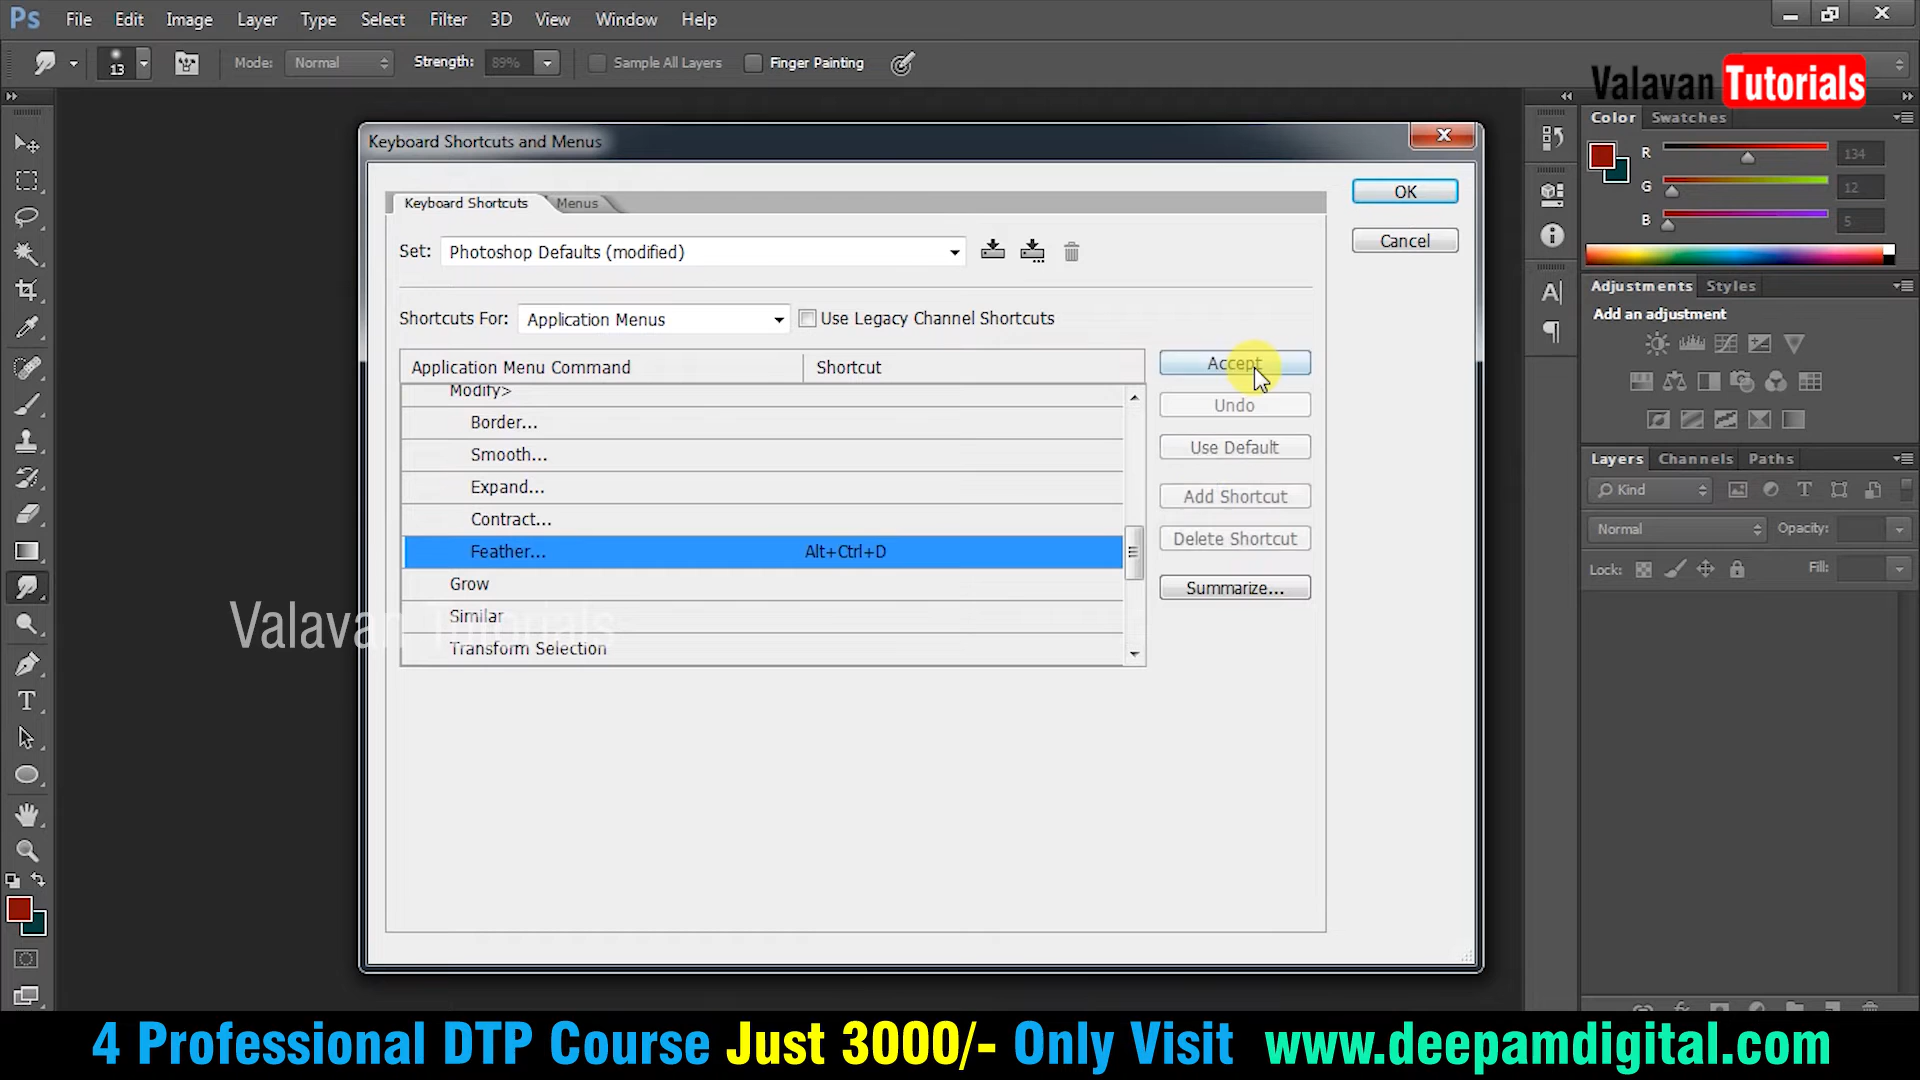 Ps File Edit Image Layer Type Select Filter 3D View Window Help
13 Mode: Normal Strength: 89% Sample All Layers Finger Painting
Valavan Tutorials
Keyboard Shortcuts and Menus
Keyboard Shortcuts Menus
OK
Cancel
Set: Photoshop Defaults (modified)
Shortcuts For: Application Menus Use Legacy Channel Shortcuts
Application Menu Command Shortcut
Modify>
Border...
Smooth...
Expand...
Contract...
Feather... Alt+Ctrl+D
Grow
Similar
Transform Selection
Accept
Undo
Use Default
Add Shortcut
Delete Shortcut
Summarize...
Valavan Tutorials
Color Swatches
R 134
G 12
B 5
Adjustments Styles
Add an adjustment
Layers Channels Paths
Kind
Normal Opacity:
Lock: Fill:
4 Professional DTP Course Just 3000/- Only Visit www.deepamdigital.com